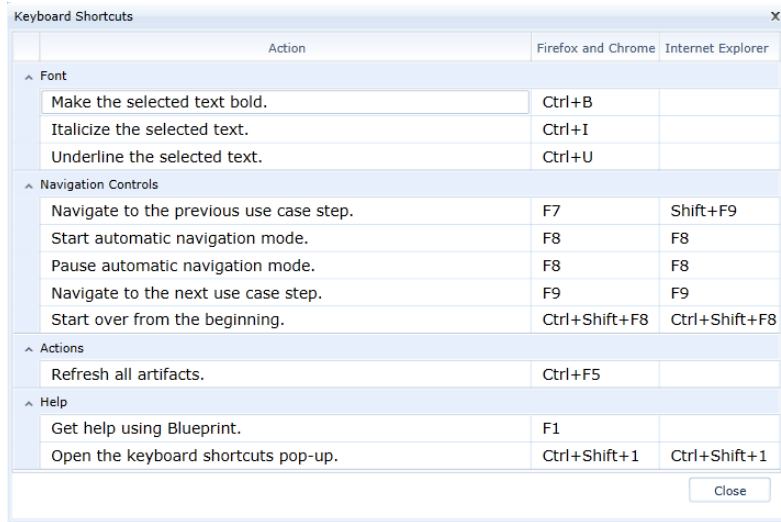 Keyboard Shortcuts X
Action Firefox and Chrome Internet Explorer
Font
Make the selected text bold. Ctrl+B
Italicize the selected text. Ctrl+I
Underline the selected text. Ctrl+U
Navigation Controls
Navigate to the previous use case step. F7 Shift+F9
Start automatic navigation mode. F8 F8
Pause automatic navigation mode. F8 F8
Navigate to the next use case step. F9 F9
Start over from the beginning. Ctrl+Shift+F8 Ctrl+Shift+F8
Actions
Refresh all artifacts. Ctrl+F5
Help
Get help using Blueprint. F1
Open the keyboard shortcuts pop-up. Ctrl+Shift+1 Ctrl+Shift+1
Close